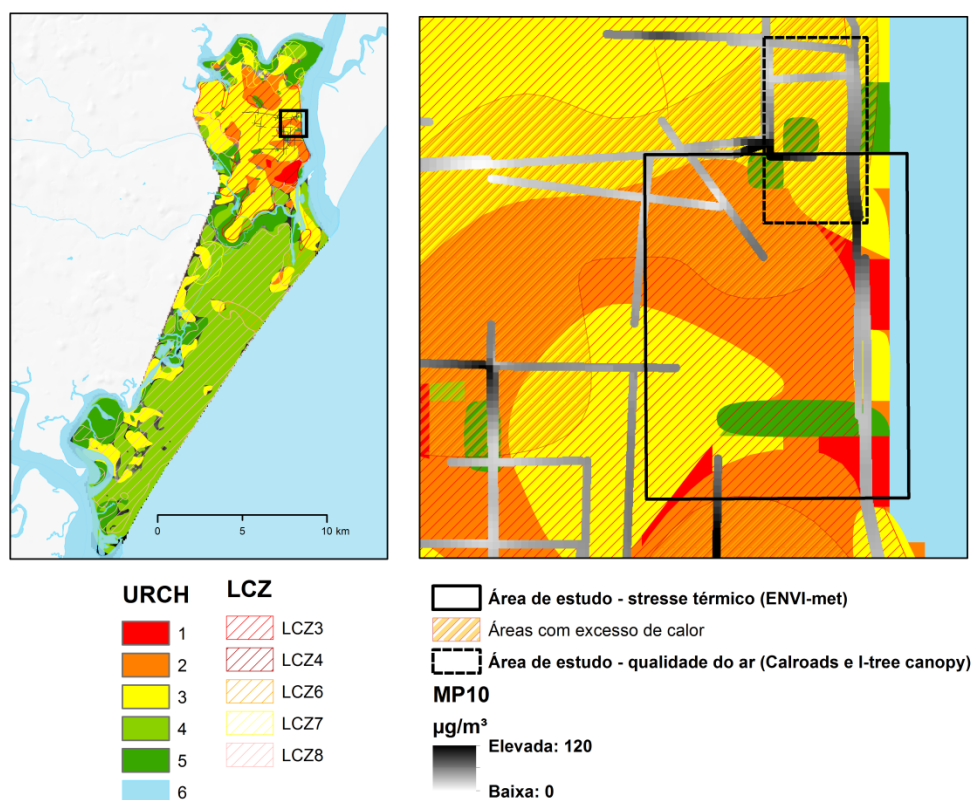 0 5 10 km
URCH
1
2
3
4
5
6
LCZ
LCZ3
LCZ4
LCZ6
LCZ7
LCZ8
Área de estudo - stresse térmico (ENVI-met)
Áreas com excesso de calor
Área de estudo - qualidade do ar (Calroads e I-tree canopy)
MP10
µg/m³
Elevada: 120
Baixa: 0